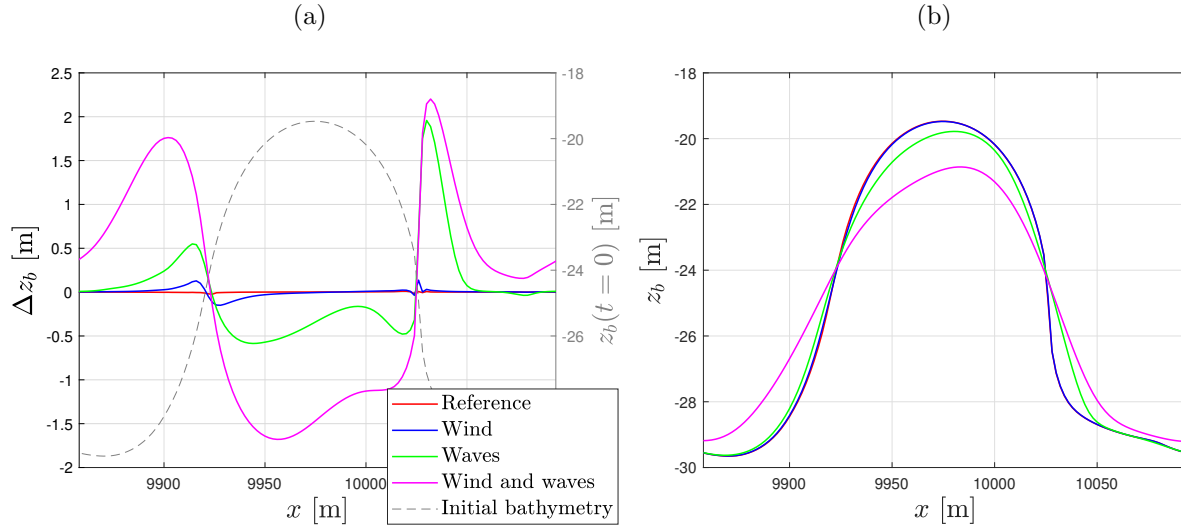 (a)
(b)
2.5
2
1.5
1
0.5
0
-0.5
-1
-1.5
-2
Δz_b [m]
9900
9950
10000
x [m]
-18
-20
-22
-24
-26
-28
z_b(t = 0) [m]
Reference
Wind
Waves
Wind and waves
Initial bathymetry
-18
-20
-22
-24
-26
-28
-30
z_b [m]
9900
9950
10000
10050
x [m]